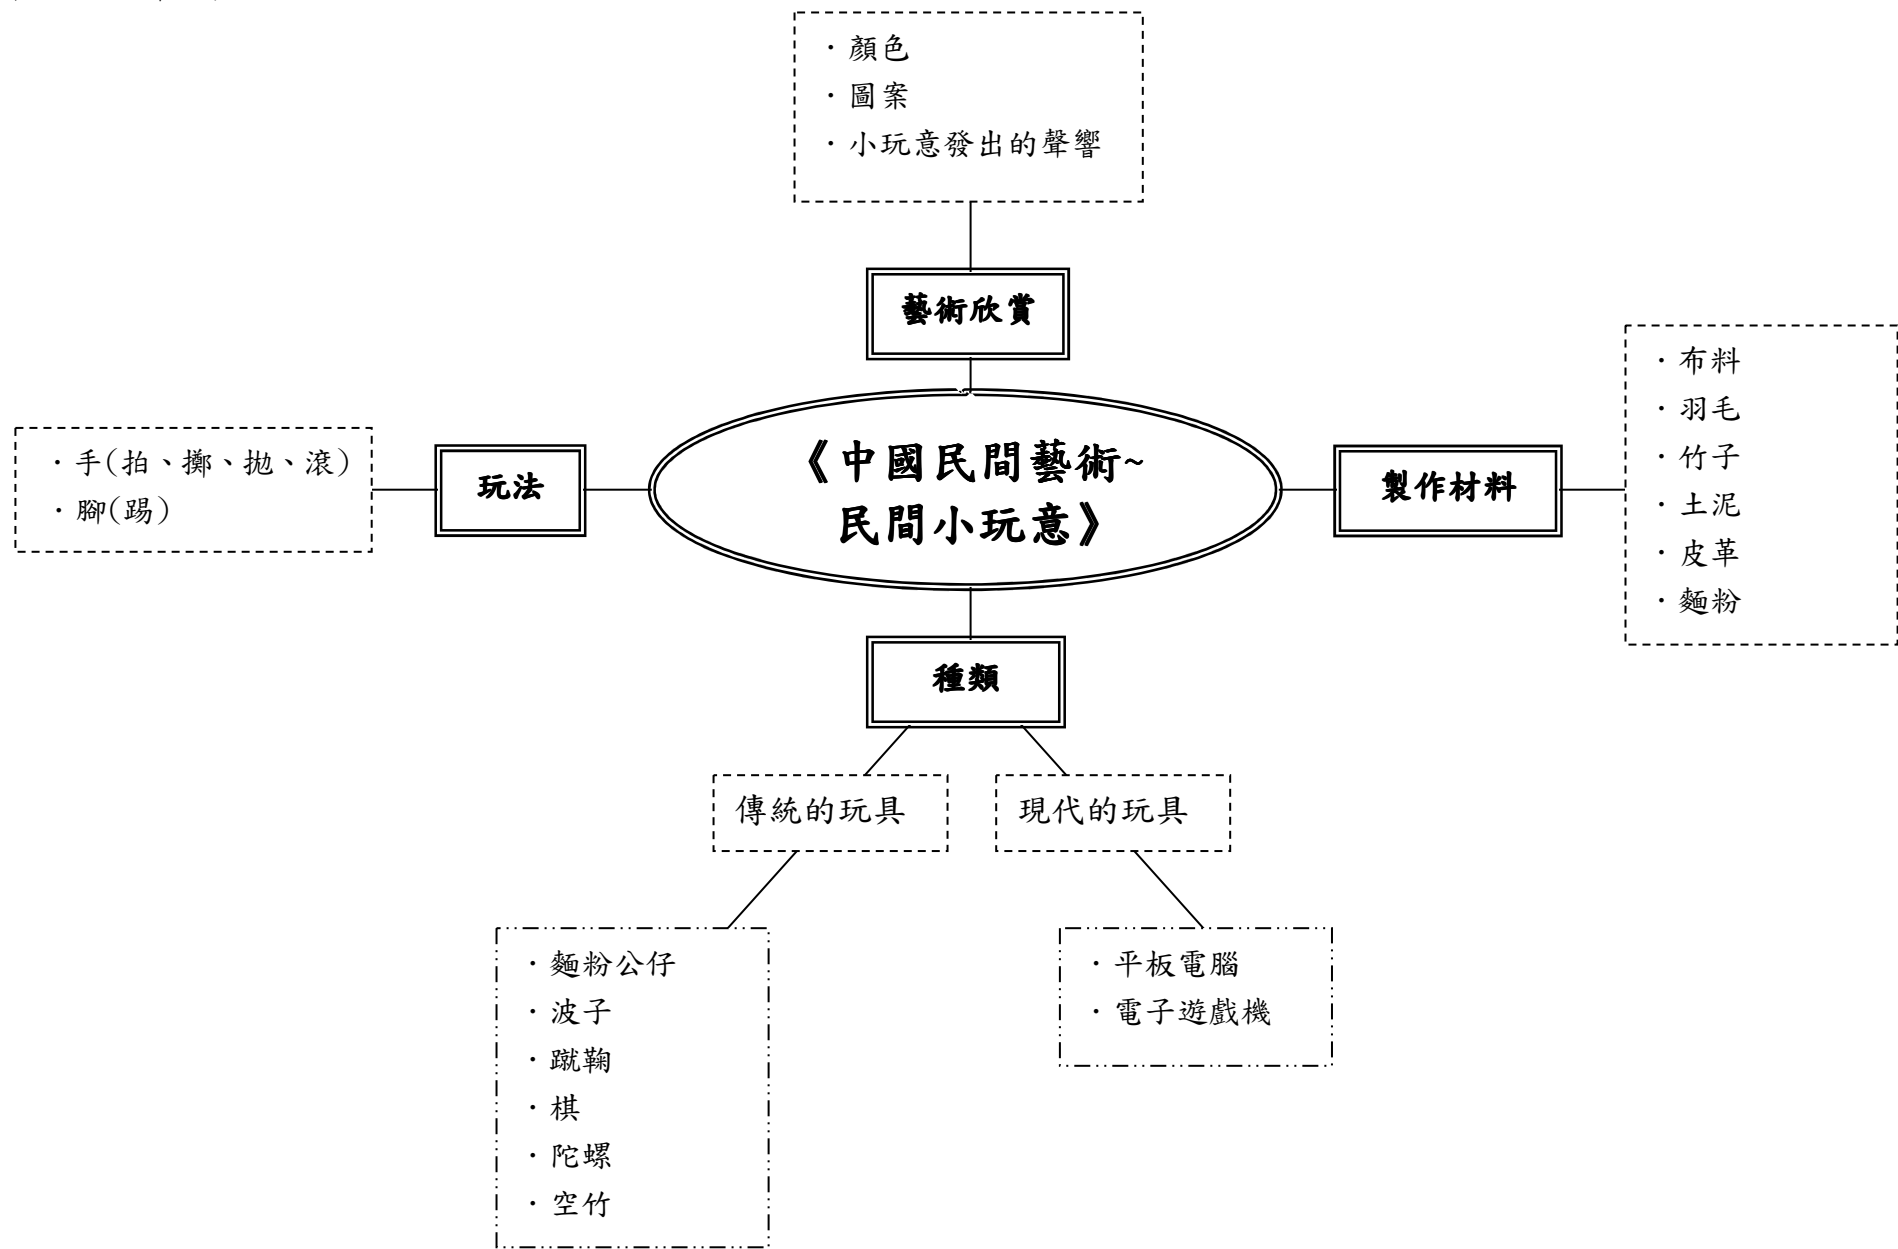 ·顏色
·圖案
·小玩意發出的聲響
藝術欣賞
·手(拍、擲、拋、滾)
·腳(踢)
玩法
《中國民間藝術~
民間小玩意》
製作材料
·布料
·羽毛
·竹子
·土泥
·皮革
·麵粉
種類
傳統的玩具
現代的玩具
·麵粉公仔
·波子
·蹴鞠
·棋
·陀螺
·空竹
·平板電腦
·電子遊戲機